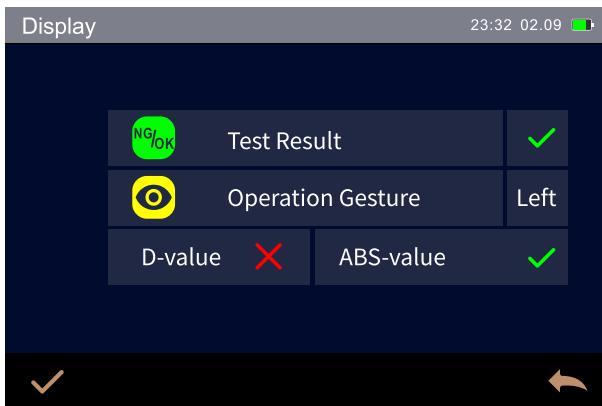 Display 23:32 02.09
NG/OK Test Result
Operation Gesture Left
D-value ABS-value